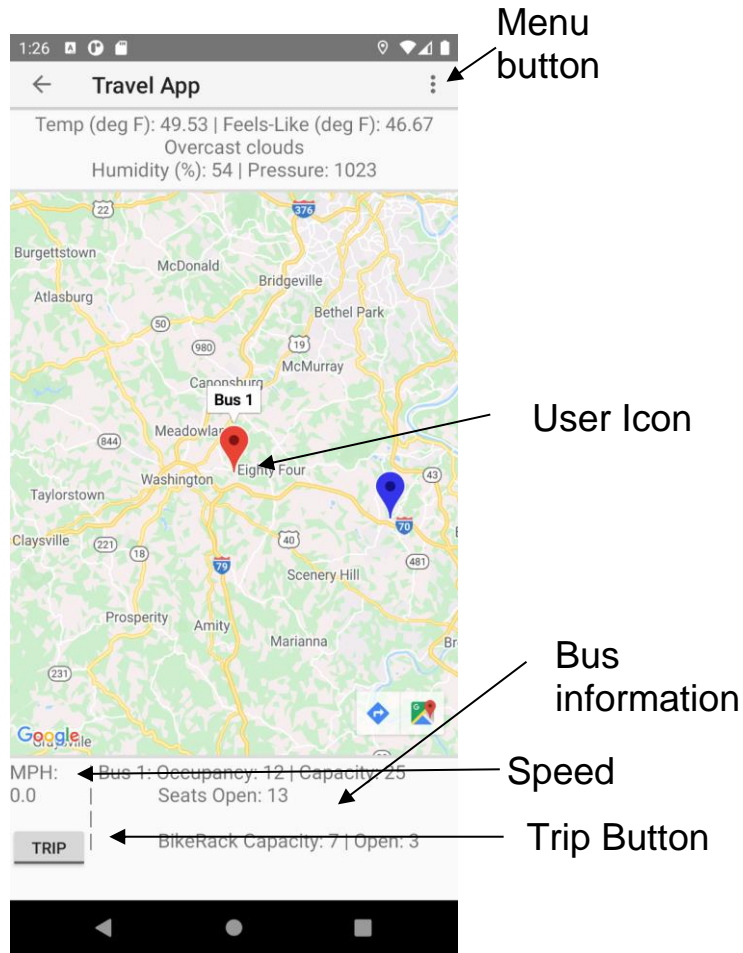 Menu
button
1:26
Travel App
Temp (deg F): 49.53 | Feels-Like (deg F): 46.67
Overcast clouds
Humidity (%): 54 | Pressure: 1023
22
376
Burgettstown
McDonald
Bridgeville
Atlasburg
Bethel Park
50
19
980
McMurray
Canonsburg
Bus 1
User Icon
844
Eighty Four
Washington
43
Taylorstown
70
Claysville
221
18
40
79
481
Scenery Hill
Prosperity
Amity
Marianna
Bus
information
231
Google
MPH:
Bus 1: Occupancy: 12 | Capacity: 25
Speed
0.0
Seats Open: 13
TRIP
BikeRack Capacity: 7 | Open: 3
Trip Button